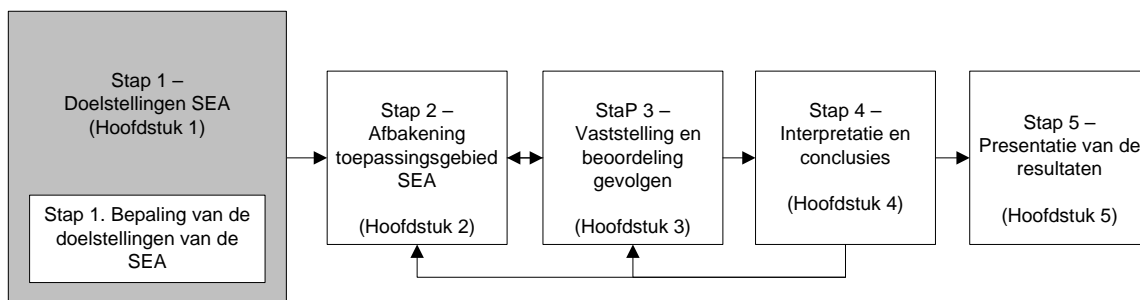 Stap 1 –
Doelstellingen SEA
(Hoofdstuk 1)
Stap 1. Bepaling van de
doelstellingen van de
SEA
Stap 2 –
Afbakening
toepassingsgebied
SEA
(Hoofdstuk 2)
StaP 3 –
Vaststelling en
beoordeling
gevolgen
(Hoofdstuk 3)
Stap 4 –
Interpretatie en
conclusies
(Hoofdstuk 4)
Stap 5 –
Presentatie van de
resultaten
(Hoofdstuk 5)